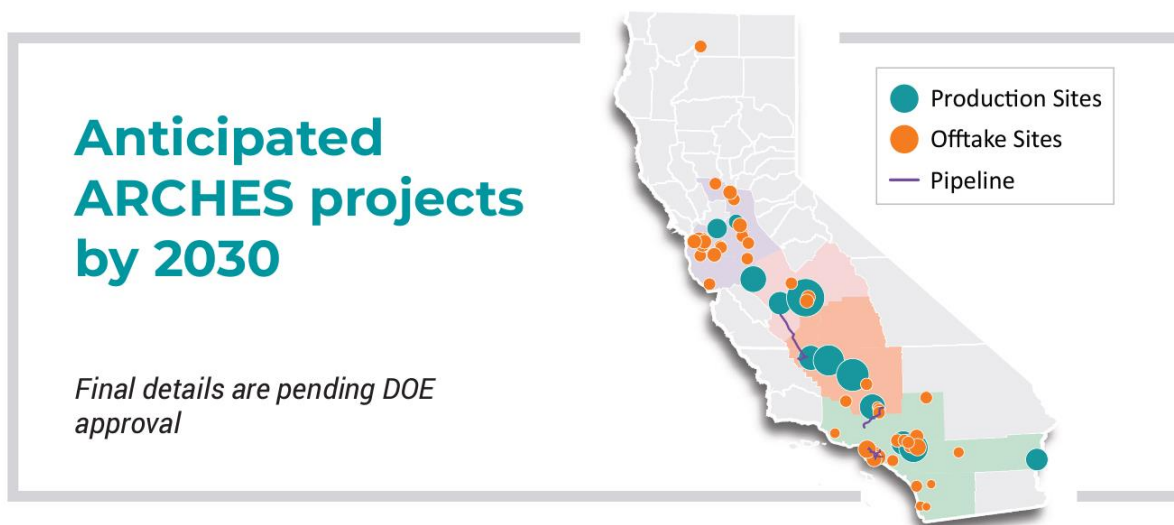 Anticipated
ARCHES projects
by 2030
Final details are pending DOE
approval
Production Sites
Offtake Sites
Pipeline